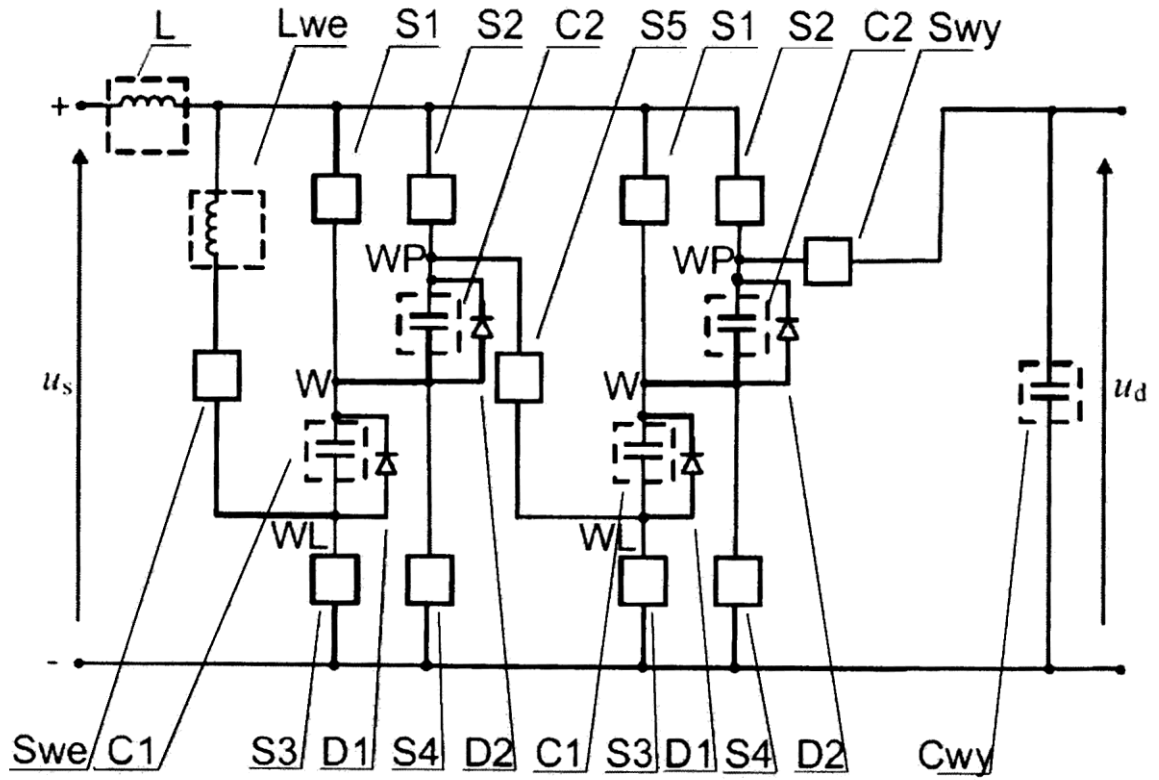 L Lwe S1 S2 C2 S5 S1 S2 C2 Swy
+
WP WP
us W W ud
WL WL
-
Swe C1 S3 D1 S4 D2 C1 S3 D1 S4 D2 Cwy